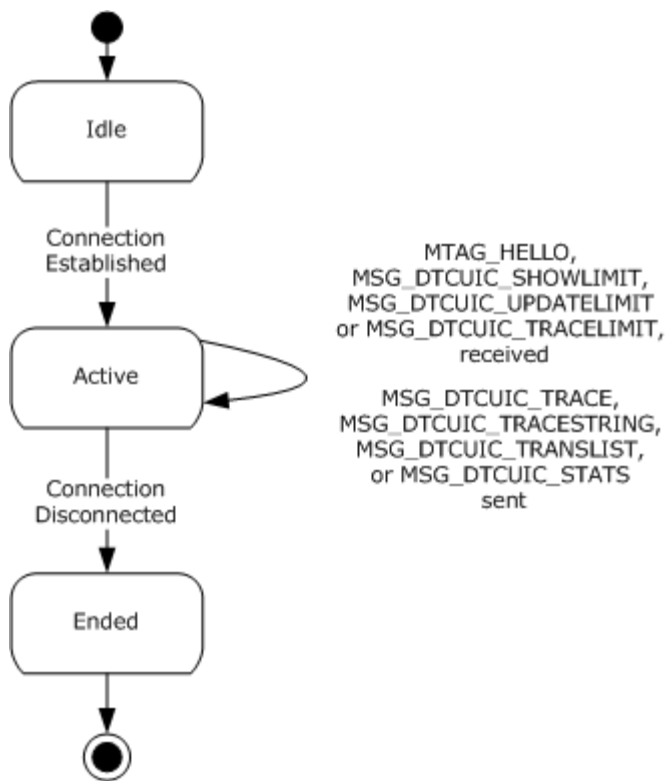 Idle
Connection
Established
MTAG_HELLO,
MSG_DTCUIC_SHOWLIMIT,
MSG_DTCUIC_UPDATELIMIT
or MSG_DTCUIC_TRACELIMIT,
received
Active
MSG_DTCUIC_TRACE,
MSG_DTCUIC_TRACESTRING,
MSG_DTCUIC_TRANSLIST,
or MSG_DTCUIC_STATS
sent
Connection
Disconnected
Ended